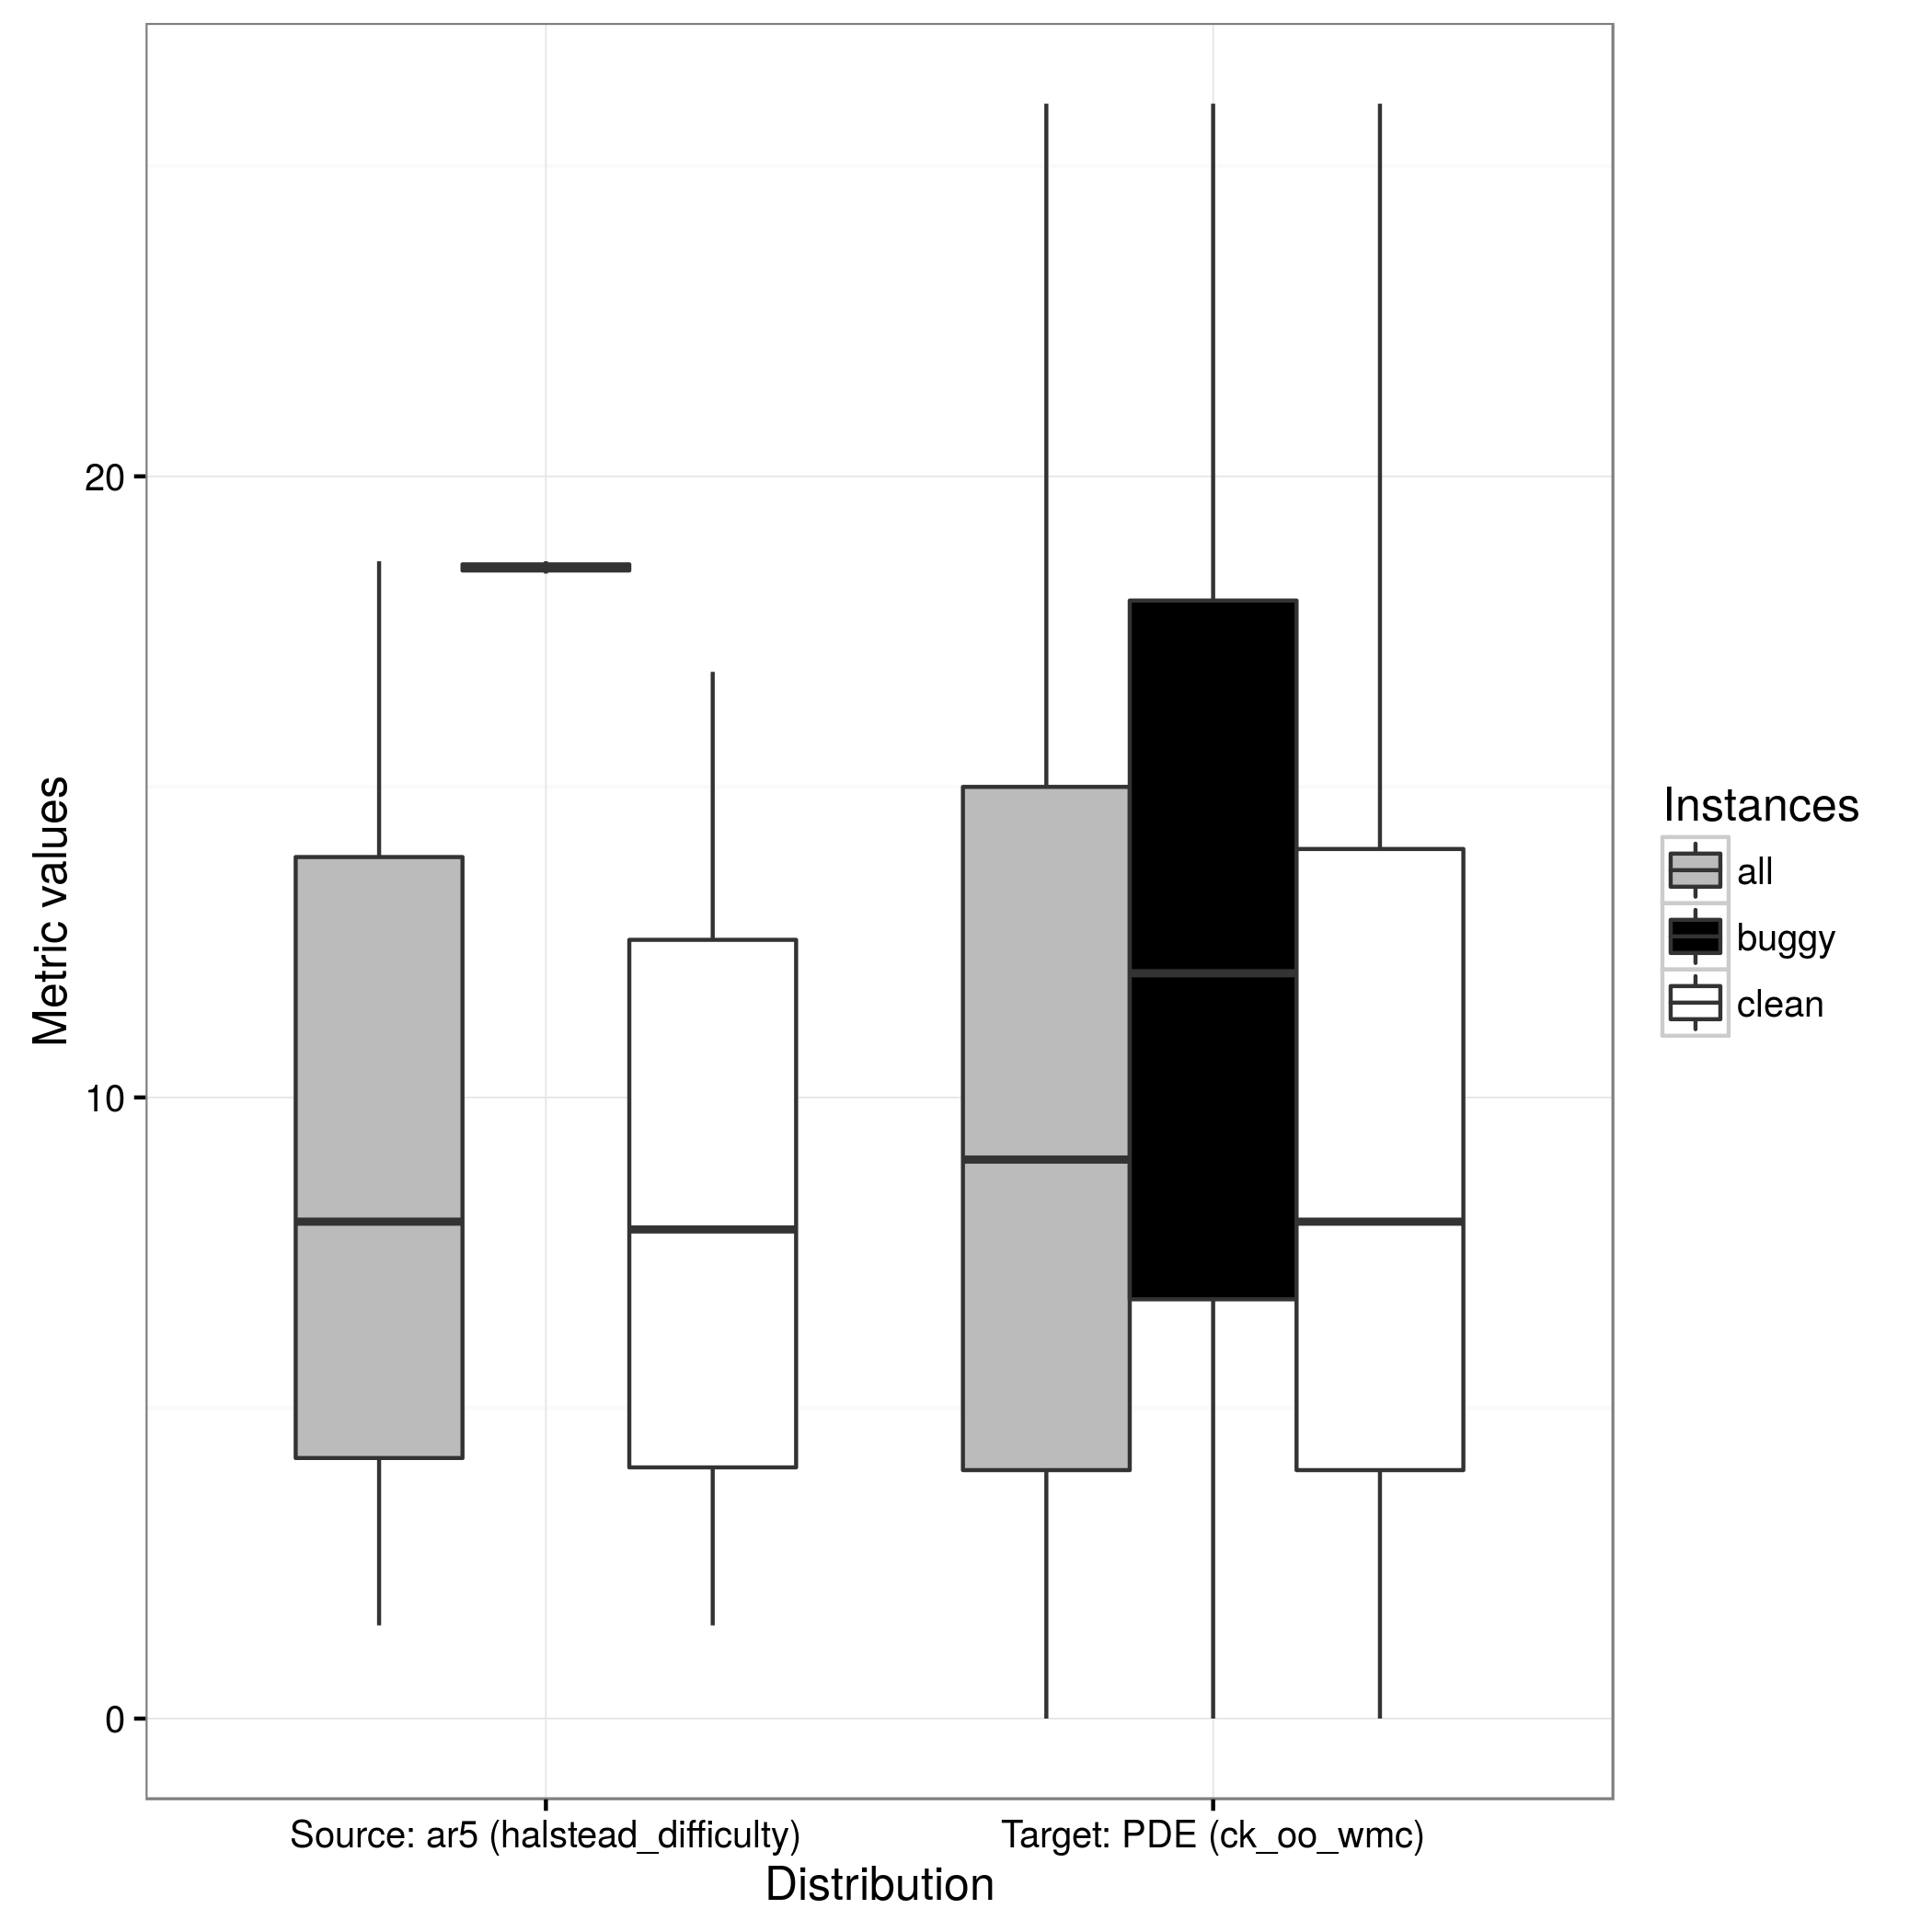 Metric values
20
10
0
Source: ar5 (halstead_difficulty)
Target: PDE (ck_oo_wmc)
Distribution
Instances
all
buggy
clean